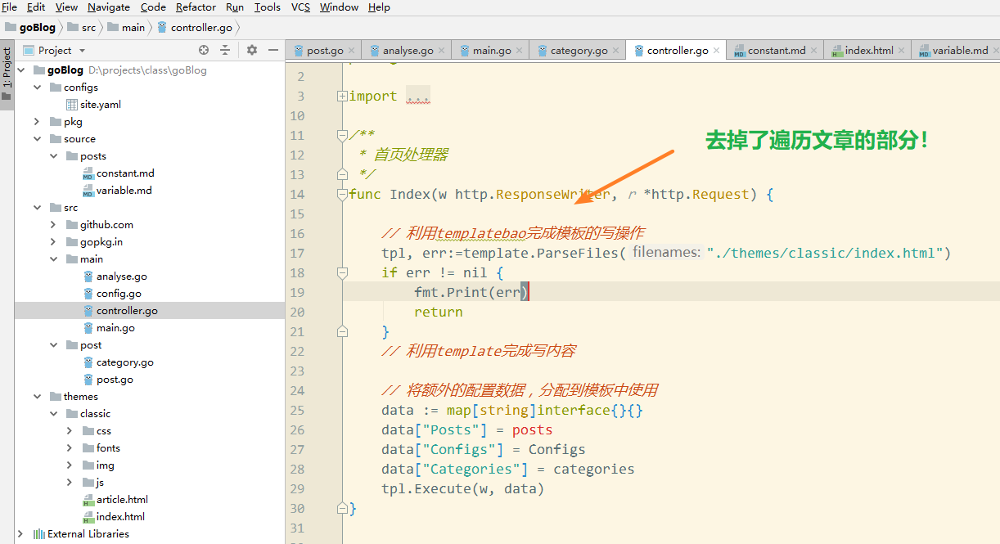 File Edit View Navigate Code Refactor Run Tools VCS Window Help
goBlog src main controller.go
1: Project
Project
post.go analyse.go main.go category.go controller.go constant.md index.html variable.md
goBlog D:\projects\class\goBlog
configs
site.yaml
pkg
source
posts
constant.md
variable.md
src
github.com
gopkg.in
main
analyse.go
config.go
controller.go
main.go
post
category.go
post.go
themes
classic
css
fonts
img
js
article.html
index.html
External Libraries
2
3 import ...
10
11 /**
12 * 首页处理器
13 */
14 func Index(w http.ResponseWriter, r *http.Request) {
15
16 // 利用templatebao完成模板的写操作
17 tpl, err:=template.ParseFiles( filenames: "./themes/classic/index.html")
18 if err != nil {
19 fmt.Print(err)
20 return
21 }
22 // 利用template完成写内容
23
24 // 将额外的配置数据，分配到模板中使用
25 data := map[string]interface{}{}
26 data["Posts"] = posts
27 data["Configs"] = Configs
28 data["Categories"] = categories
29 tpl.Execute(w, data)
30 }
31
去掉了遍历文章的部分！